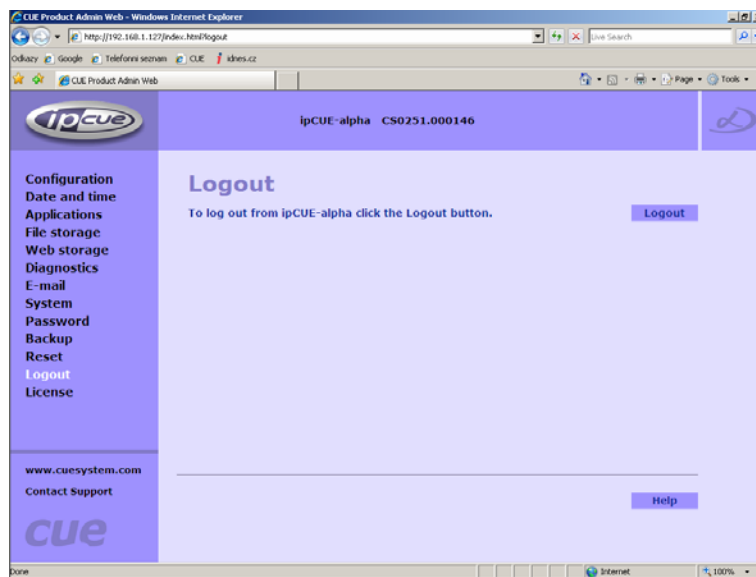 CUE Product Admin Web - Windows Internet Explorer
http://192.168.1.127/index.html?logout
Live Search
Odkazy Google Telefonni seznam CUE idnes.cz
CUE Product Admin Web
Page Tools
ipcue
ipCUE-alpha CS0251.000146
Configuration
Date and time
Applications
File storage
Web storage
Diagnostics
E-mail
System
Password
Backup
Reset
Logout
License
www.cuesystem.com
Contact Support
cue
Logout
To log out from ipCUE-alpha click the Logout button.
Logout
Help
Done
Internet
100%